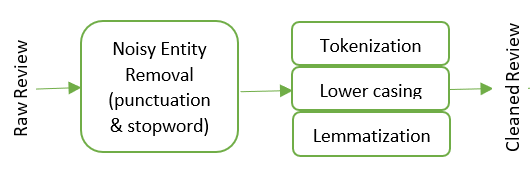 Raw Review
Noisy Entity
Removal
(punctuation
& stopword)
Tokenization
Lower casing
Lemmatization
Cleaned Review